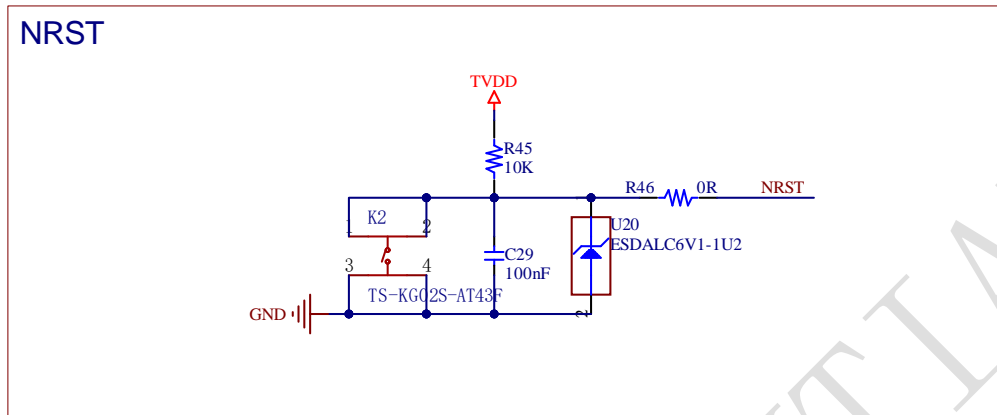 NRST
TVDD
R45
10K
R46 0R NRST
K2
1 2
U20
ESDALC6V1-1U2
C29
100nF
3 4
TS-KG02S-AT43F
GND
2